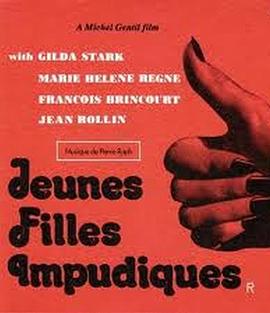 A Michel Gentil film
with GILDA STARK
MARIE HELENE REGNE
FRANCOIS BRINCOURT
JEAN ROLLIN
Musique de Pierre Raph
Jeunes
Filles
Impudiques
R